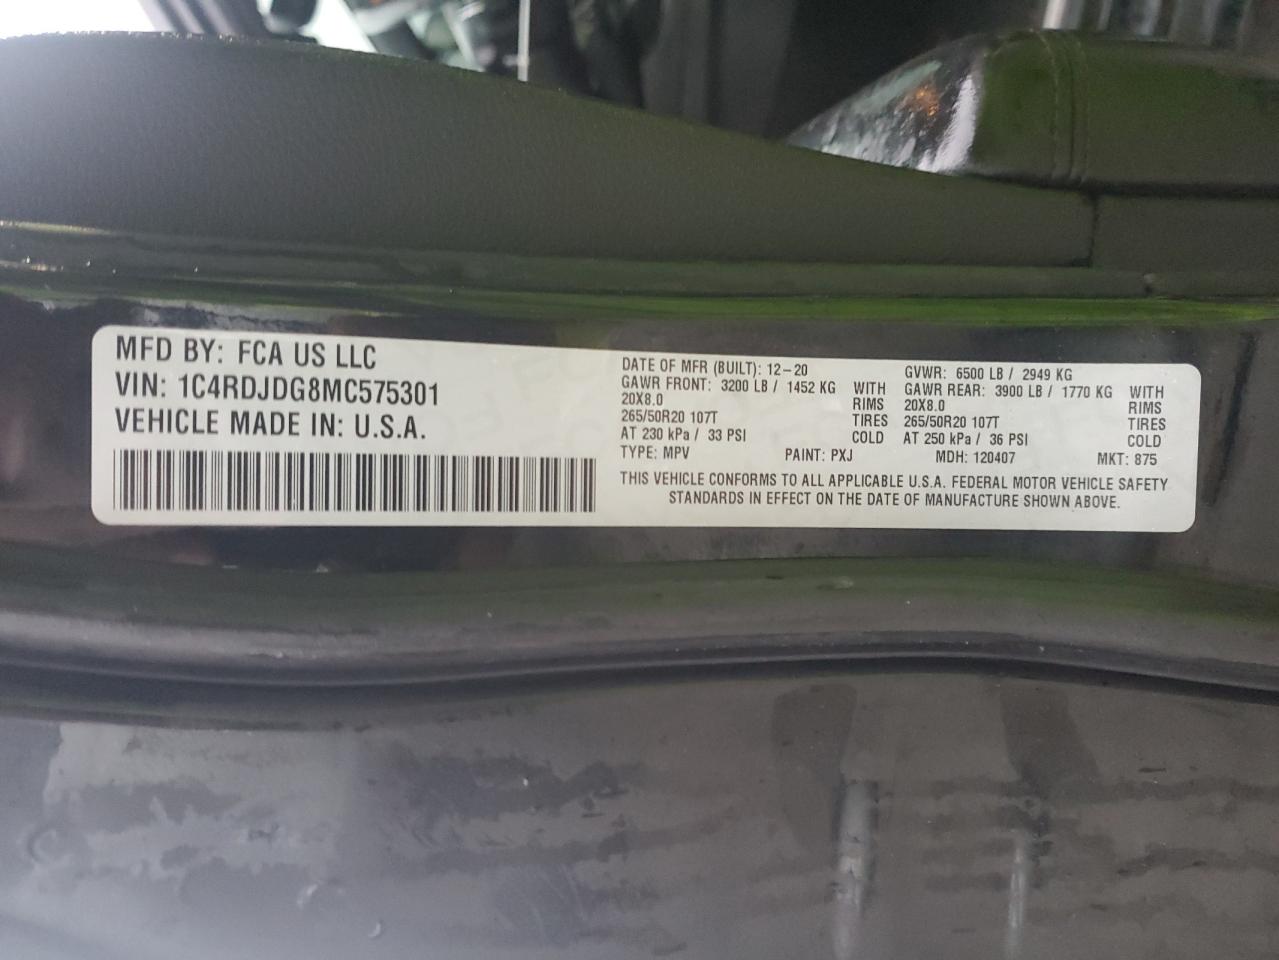 MFD BY: FCA US LLC
VIN: 1C4RDJDG8MC575301
VEHICLE MADE IN: U.S.A.
DATE OF MFR (BUILT): 12-20
GAWR FRONT: 3200 LB / 1452 KG WITH
20X8.0 RIMS
265/50R20 107T TIRES
AT 230 kPa / 33 PSI COLD
TYPE: MPV PAINT: PXJ
GVWR: 6500 LB / 2949 KG
GAWR REAR: 3900 LB / 1770 KG WITH
20X8.0 RIMS
265/50R20 107T TIRES
AT 250 kPa / 36 PSI COLD
MDH: 120407 MKT: 875
THIS VEHICLE CONFORMS TO ALL APPLICABLE U.S.A. FEDERAL MOTOR VEHICLE SAFETY
STANDARDS IN EFFECT ON THE DATE OF MANUFACTURE SHOWN ABOVE.